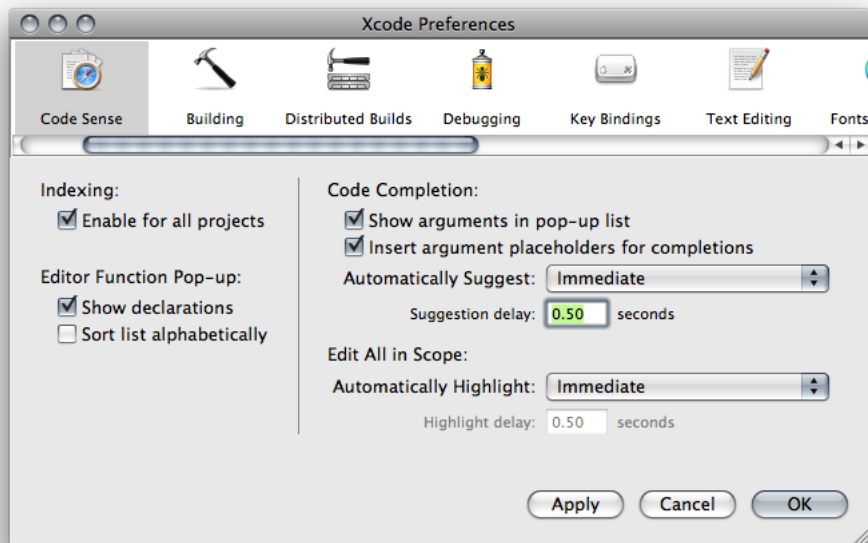 Xcode Preferences
Code Sense
Building
Distributed Builds
Debugging
Key Bindings
Text Editing
Fonts
Indexing:
Enable for all projects
Editor Function Pop-up:
Show declarations
Sort list alphabetically
Code Completion:
Show arguments in pop-up list
Insert argument placeholders for completions
Automatically Suggest: Immediate
Suggestion delay: 0.50 seconds
Edit All in Scope:
Automatically Highlight: Immediate
Highlight delay: 0.50 seconds
Apply Cancel OK